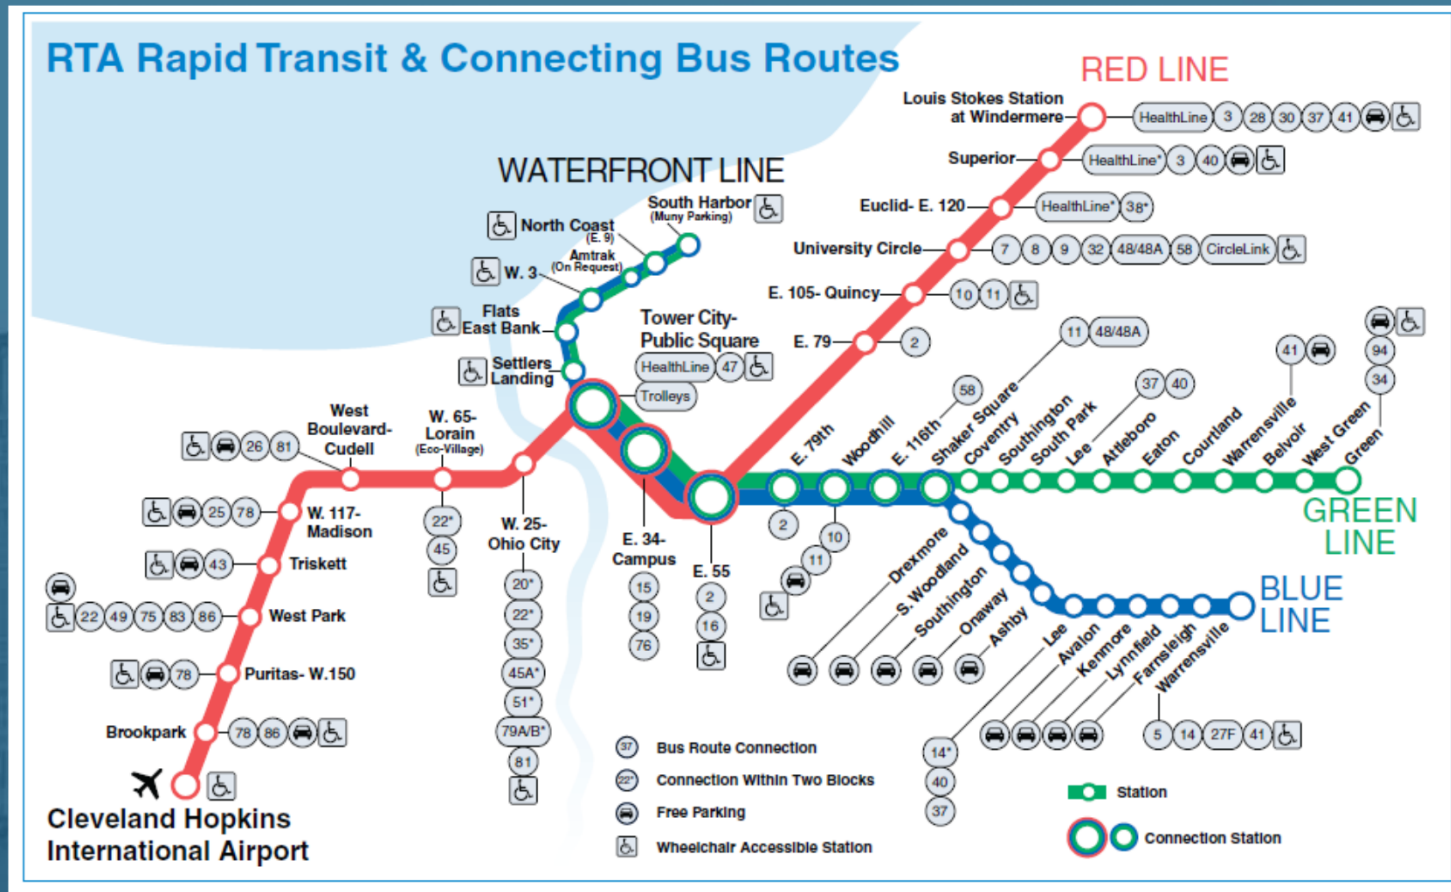 RTA Rapid Transit & Connecting Bus Routes
RED LINE
Louis Stokes Station
at Windermere
HealthLine 3 28 30 37 41
Superior
HealthLine* 3 40
Euclid- E. 120
HealthLine* 38*
University Circle
7 8 9 32 48/48A 58 CircleLink
E. 105- Quincy
10 11
E. 79
2
WATERFRONT LINE
South Harbor
(Muny Parking)
North Coast
(E. 9)
Amtrak
(On Request)
W. 3
Flats
East Bank
Settlers
Landing
Tower City-
Public Square
HealthLine 47
Trolleys
West
Boulevard-
Cudell
26 81
W. 65-
Lorain
(Eco-Village)
22*
45
W. 25-
Ohio City
20*
22*
35*
45A*
51*
79A/B*
81
E. 34-
Campus
15
19
76
E. 55
2
16
W. 117-
Madison
25 78
Triskett
43
West Park
22 49 75 83 86
Puritas- W.150
78
Brookpark
78 86
Cleveland Hopkins
International Airport
E. 79th
2
Woodhill
10
11
E. 116th
58
Shaker Square
11 48/48A
Coventry
Southington
South Park
Lee
37 40
Attleboro
Eaton
Courtland
Warrensville
41
Belvoir
West Green
Green
94
34
GREEN
LINE
Drexmore
S. Woodland
Southington
Onaway
Ashby
Lee
14*
40
37
Avalon
Kenmore
Lynnfield
Farnsleigh
Warrensville
5 14 27F 41
BLUE
LINE
37 Bus Route Connection
22* Connection Within Two Blocks
Free Parking
Wheelchair Accessible Station
Station
Connection Station